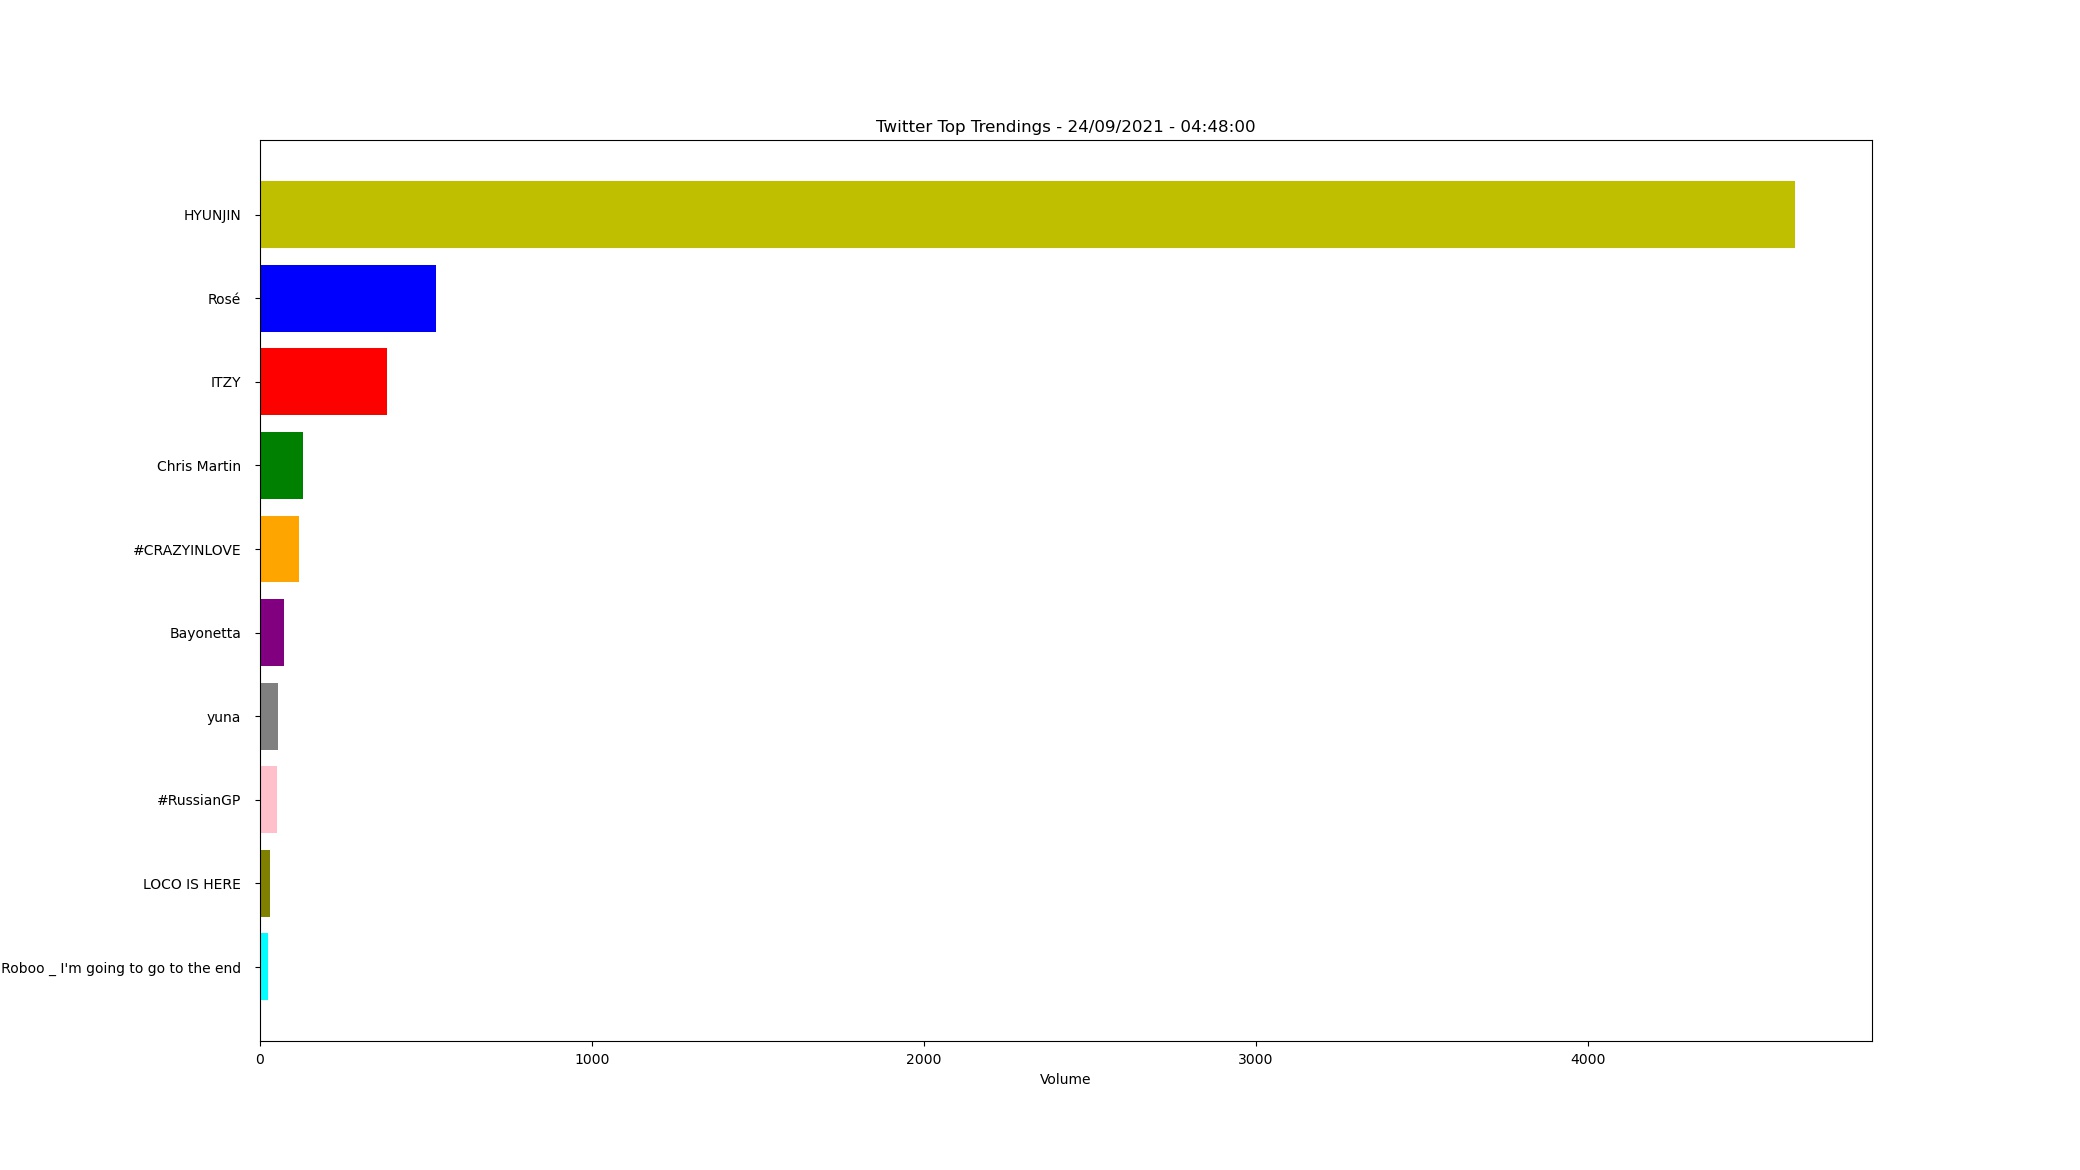 Twitter Top Trendings - 24/09/2021 - 04:48:00
HYUNJIN
Rosé
ITZY
Chris Martin
#CRAZYINLOVE
Bayonetta
yuna
#RussianGP
LOCO IS HERE
Roboo _ I'm going to go to the end
0 1000 2000 3000 4000
Volume